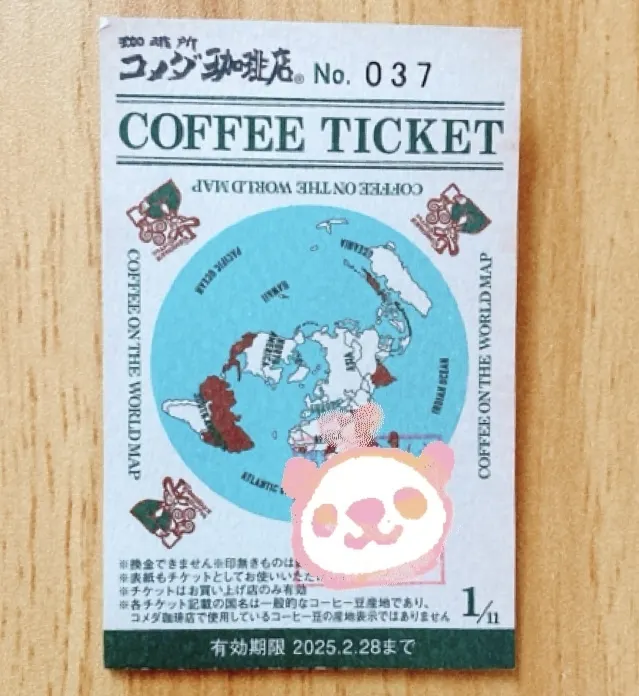 珈琲所
コメダ珈琲店® No. 037
COFFEE TICKET
COFFEE ON THE WORLD MAP
COFFEE ON THE WORLD MAP
COFFEE ON THE WORLD MAP
PACIFIC OCEAN
OCEANIA
HAWAII
NORTH AMERICA
ASIA
INDIAN OCEAN
ATLANTIC
※換金できません※印無きものは
※表紙もチケットとしてお使いいただけ
※チケットはお買い上げ店のみ有効
※各チケット記載の国名は一般的なコーヒー豆産地であり、
コメダ珈琲店で使用しているコーヒー豆の産地表示ではありません
1/11
有効期限 2025.2.28まで